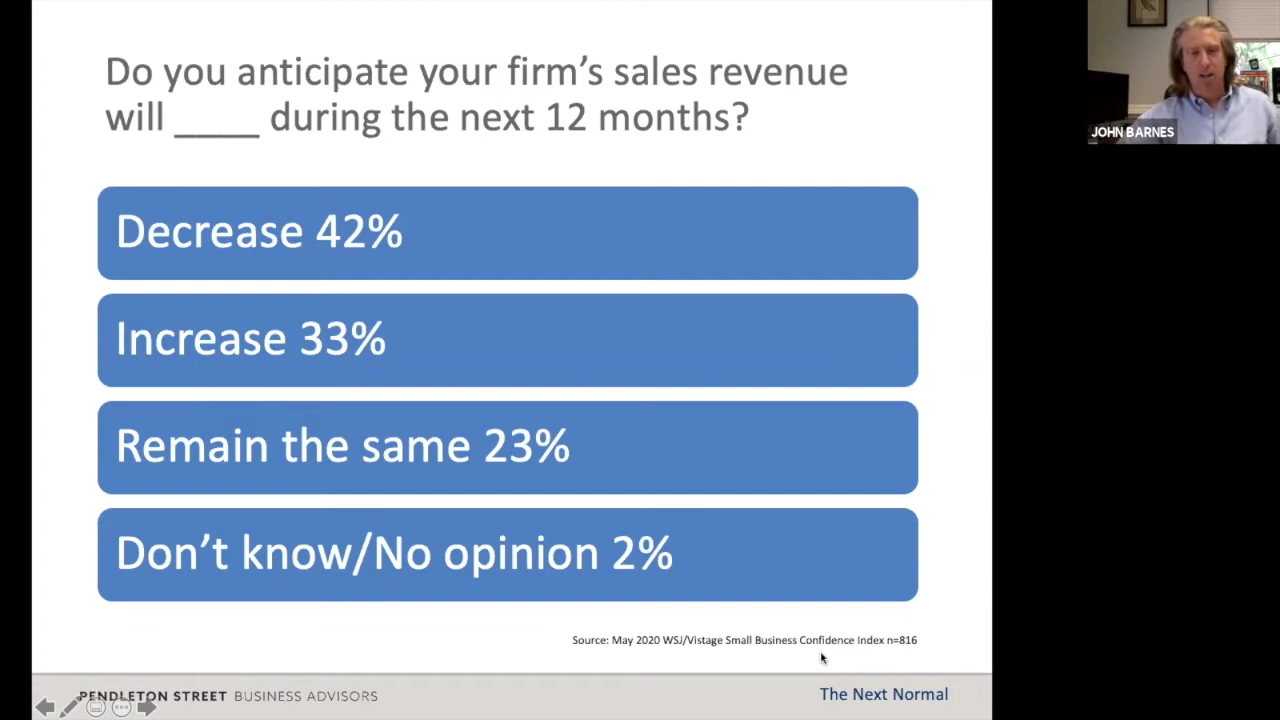 Do you anticipate your firm's sales revenue
will ____ during the next 12 months?
JOHN BARNES
Decrease 42%
Increase 33%
Remain the same 23%
Don't know/No opinion 2%
Source: May 2020 WSJ/Vistage Small Business Confidence Index n=816
PENDLETON STREET BUSINESS ADVISORS
The Next Normal